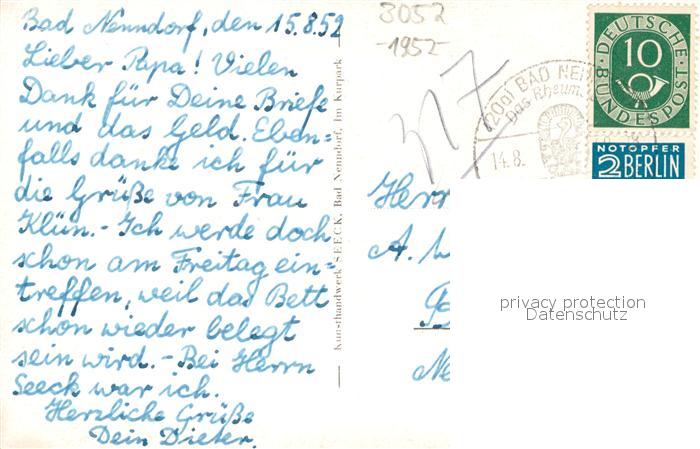 Bad Nenndorf, den 15.8.52
Lieber Papa! Vielen
Dank für Deine Briefe
und das Geld. Eben=
falls danke ich für
die Grüße von Frau
Klün.- Ich werde doch
schon am Freitag ein=
treffen, weil das Bett
schon wieder belegt
sein wird. - Bei Herrn
Seeck war ich.
Herzliche Grüße
Dein Dieter.
Kunsthandwerk SEECK, Bad Nenndorf, Im Kurpark
3052
-1952-
317
(20a) BAD NEN
Das Rheum
14.8.
DEUTSCHE
BUNDESPOST
10
NOTOPFER
2 BERLIN
Herr
A.
privacy protection
Datenschutz
Ne